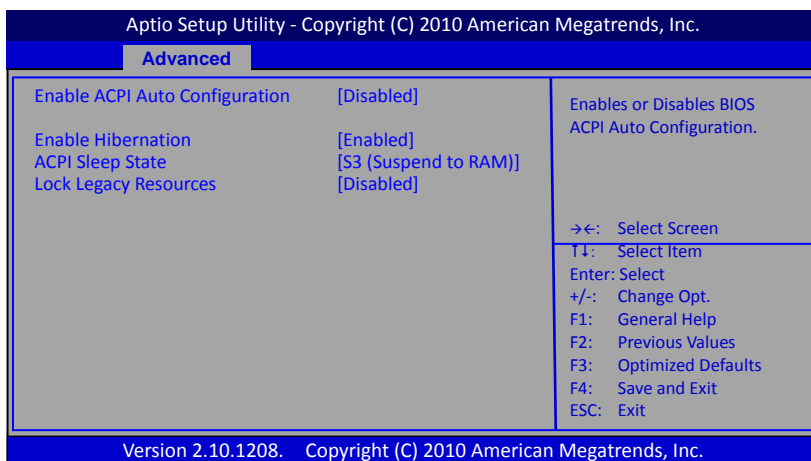 Aptio Setup Utility - Copyright (C) 2010 American Megatrends, Inc.
Advanced
Enable ACPI Auto Configuration [Disabled]
Enable Hibernation [Enabled]
ACPI Sleep State [S3 (Suspend to RAM)]
Lock Legacy Resources [Disabled]
Enables or Disables BIOS
ACPI Auto Configuration.
→←: Select Screen
↑↓: Select Item
Enter: Select
+/-: Change Opt.
F1: General Help
F2: Previous Values
F3: Optimized Defaults
F4: Save and Exit
ESC: Exit
Version 2.10.1208. Copyright (C) 2010 American Megatrends, Inc.